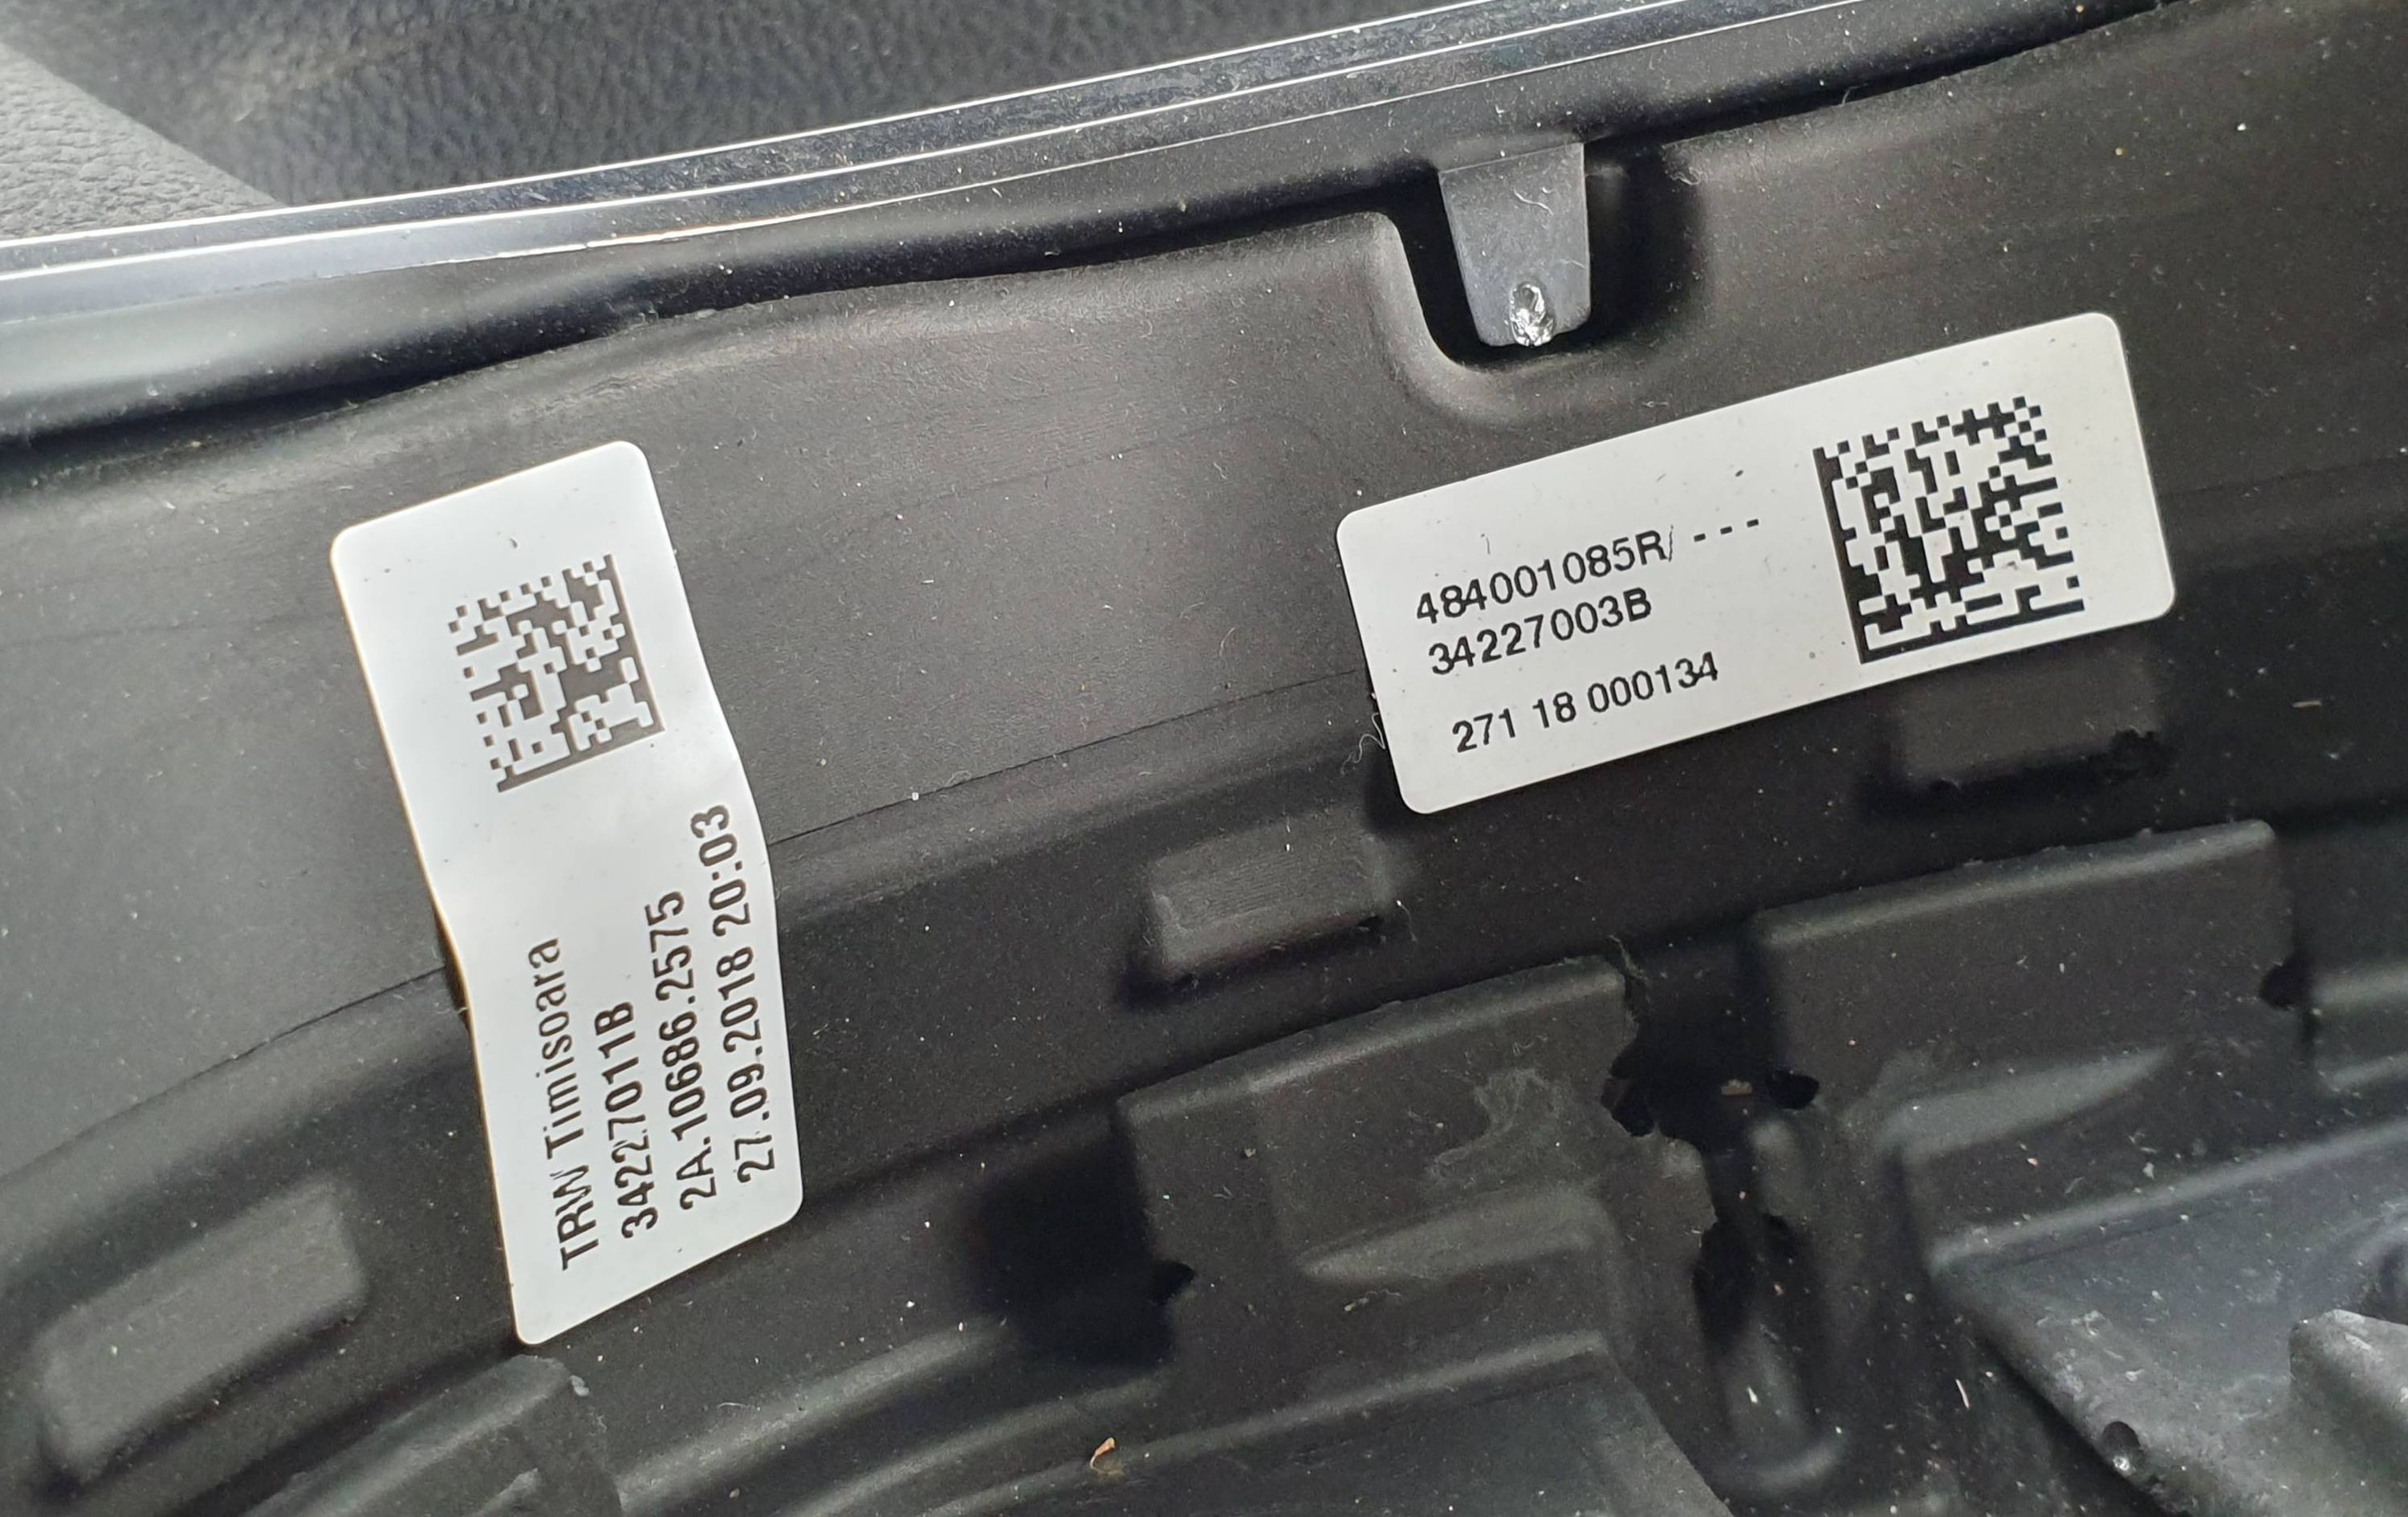 TRW Timisoara
34227011B
2A.10686.2575
27.09.2018 20:03
484001085R/ ---
34227003B
271 18 000134